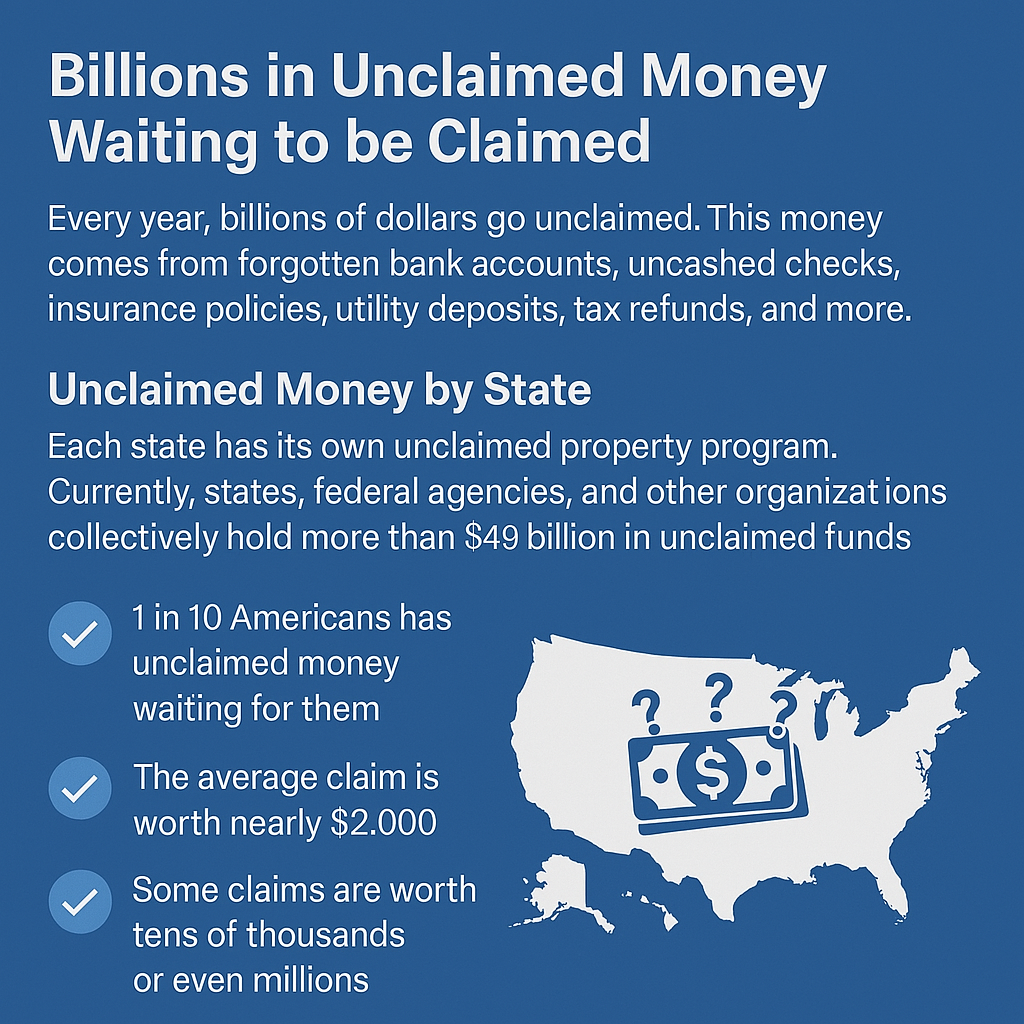 Billions in Unclaimed Money
Waiting to be Claimed
Every year, billions of dollars go unclaimed. This money
comes from forgotten bank accounts, uncashed checks,
insurance policies, utility deposits, tax refunds, and more.
Unclaimed Money by State
Each state has its own unclaimed property program.
Currently, states, federal agencies, and other organizations
collectively hold more than $49 billion in unclaimed funds
1 in 10 Americans has
unclaimed money
waiting for them
The average claim is
worth nearly $2.000
Some claims are worth
tens of thousands
or even millions
? ? ?
$